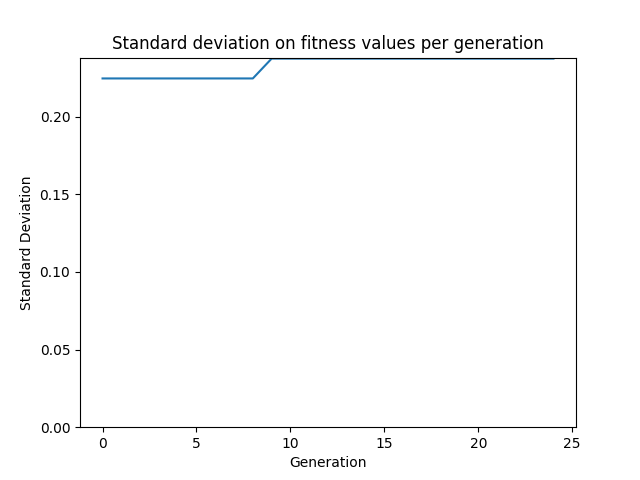 Standard deviation on fitness values per generation
0.20
0.15
0.10
0.05
0.00
Standard Deviation
0 5 10 15 20 25
Generation